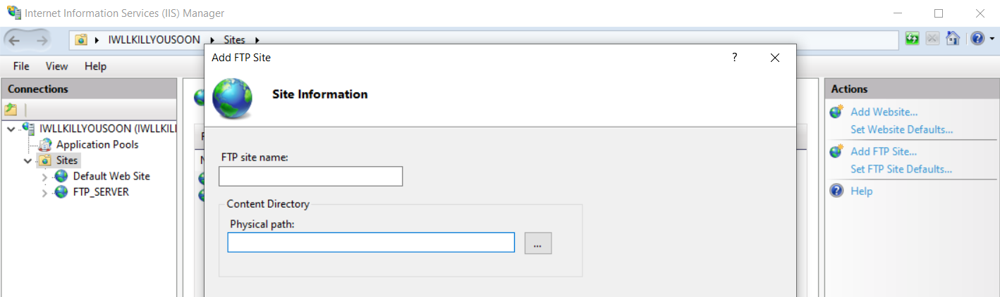 Internet Information Services (IIS) Manager
IWLLKILLYOUSOON Sites
File View Help
Connections
IWLLKILLYOUSOON (IWLLKIL
Application Pools
Sites
Default Web Site
FTP_SERVER
Add FTP Site
?
Site Information
FTP site name:
Content Directory
Physical path:
...
Actions
Add Website...
Set Website Defaults...
Add FTP Site...
Set FTP Site Defaults...
Help